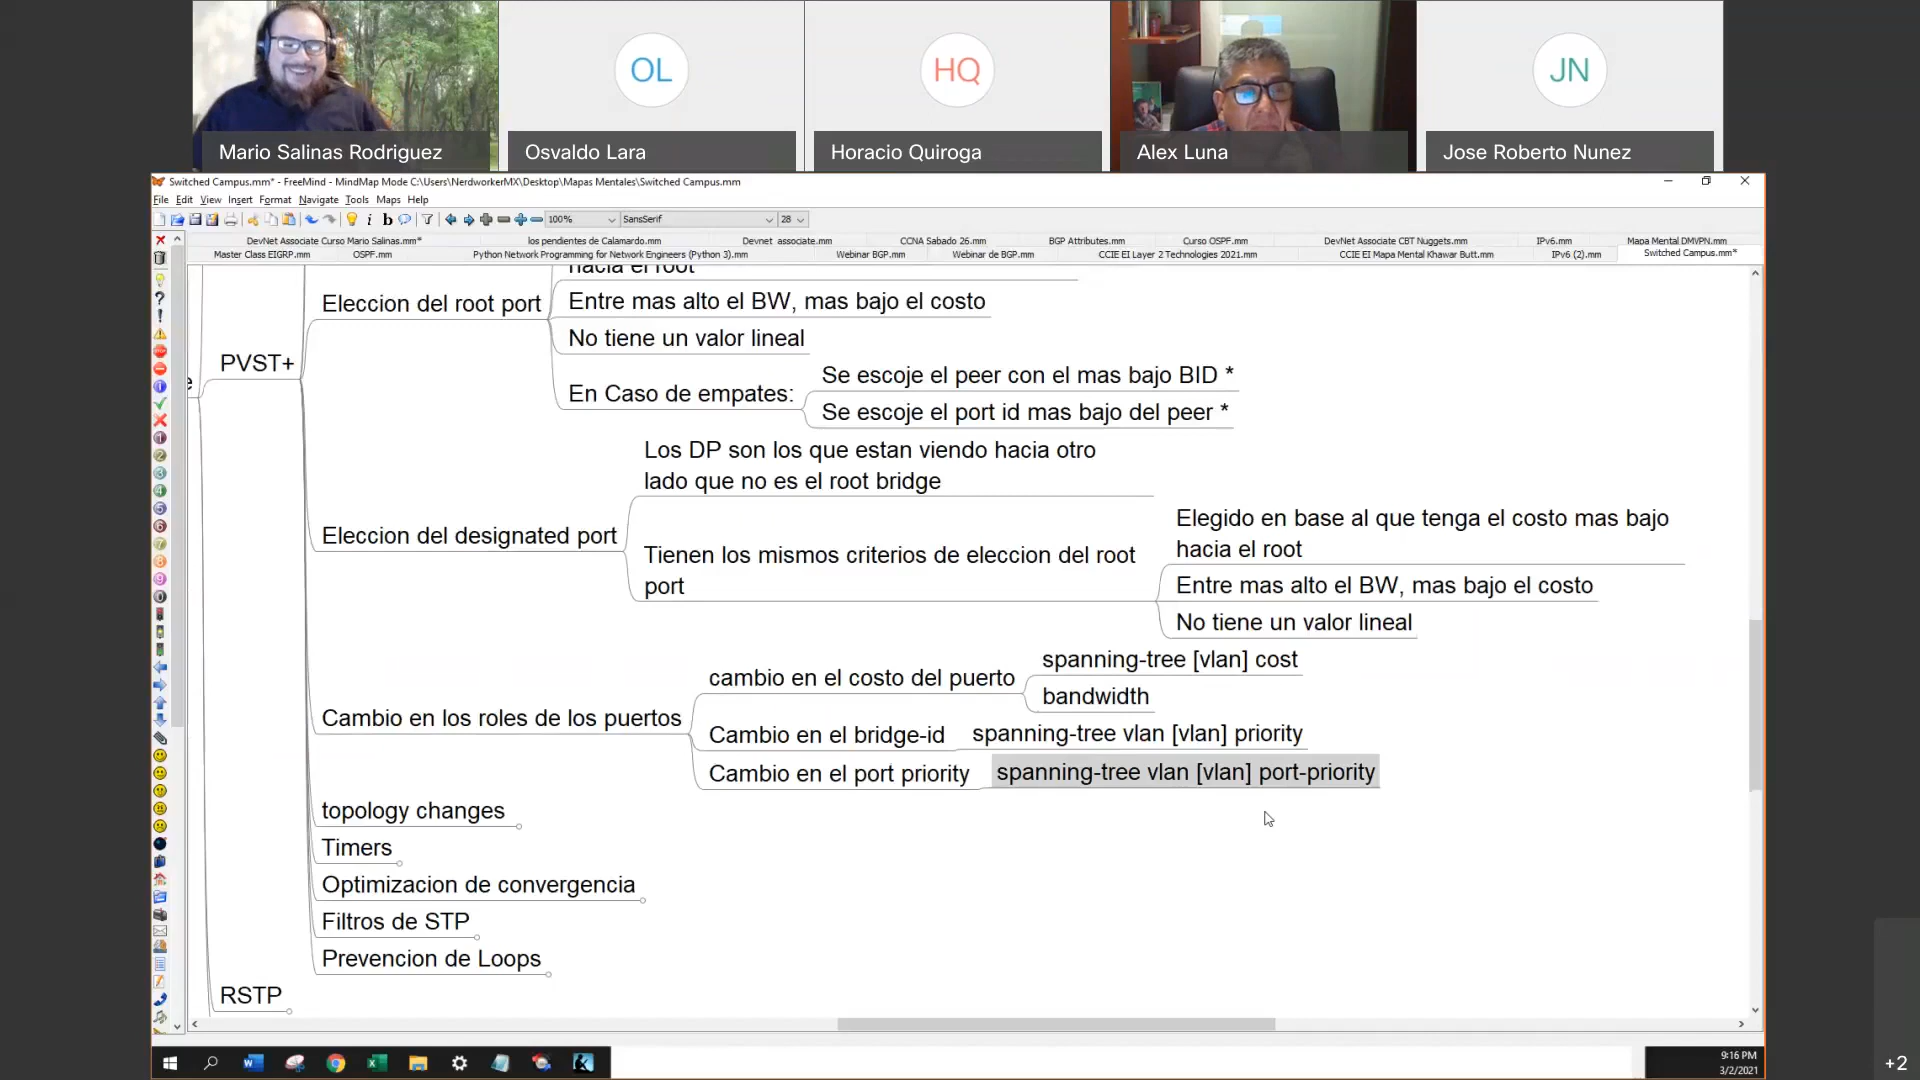 OL
HQ
JN
Mario Salinas Rodriguez
Osvaldo Lara
Horacio Quiroga
Alex Luna
Jose Roberto Nunez
Switched Campus.mm* - FreeMind - MindMap Mode C:\Users\NerdworkerMX\Desktop\Mapas Mentales\Switched Campus.mm)
File Edit View Insert Format Navigate Tools Maps Help
100% SansSerif 28
DevNet Associate Curso Mario Salinas.mm* los pendientes de Calamardo.mm Devnet associate.mm CCNA Sabado 26.mm BGP Attributes.mm Curso OSPF.mm DevNet Associate CBT Nuggets.mm IPv6.mm Mapa Mental DMVPN.mm
Master Class EIGRP.mm OSPF.mm Python Network Programming for Network Engineers (Python 3).mm Webinar BGP.mm Webinar de BGP.mm CCIE EI Layer 2 Technologies 2021.mm CCIE EI Mapa Mental Khawar Butt.mm IPv6 (2).mm Switched Campus.mm*
hacia el root
Eleccion del root port
Entre mas alto el BW, mas bajo el costo
No tiene un valor lineal
PVST+
e
En Caso de empates:
Se escoje el peer con el mas bajo BID *
Se escoje el port id mas bajo del peer *
Los DP son los que estan viendo hacia otro
lado que no es el root bridge
Eleccion del designated port
Tienen los mismos criterios de eleccion del root
port
Elegido en base al que tenga el costo mas bajo
hacia el root
Entre mas alto el BW, mas bajo el costo
No tiene un valor lineal
Cambio en los roles de los puertos
cambio en el costo del puerto
spanning-tree [vlan] cost
bandwidth
Cambio en el bridge-id
spanning-tree vlan [vlan] priority
Cambio en el port priority
spanning-tree vlan [vlan] port-priority
topology changes
Timers
Optimizacion de convergencia
Filtros de STP
Prevencion de Loops
RSTP
9:16 PM
3/2/2021
+2